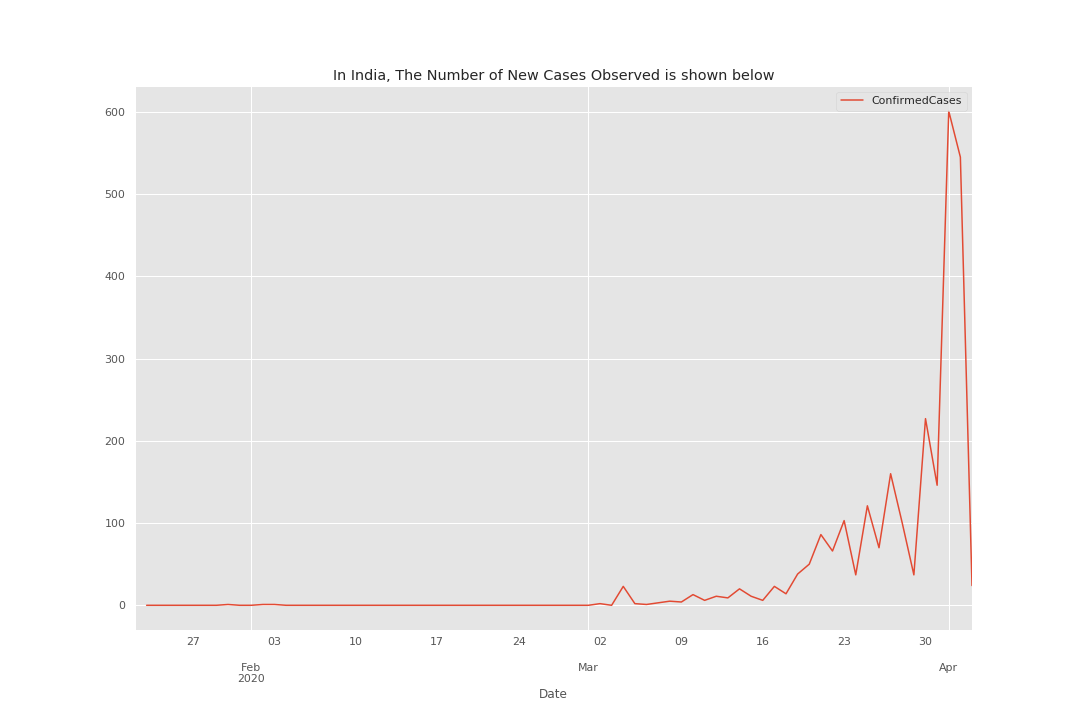 In India, The Number of New Cases Observed is shown below
ConfirmedCases
600
500
400
300
200
100
0
27 03 10 17 24 02 09 16 23 30
Feb Mar Apr
2020
Date